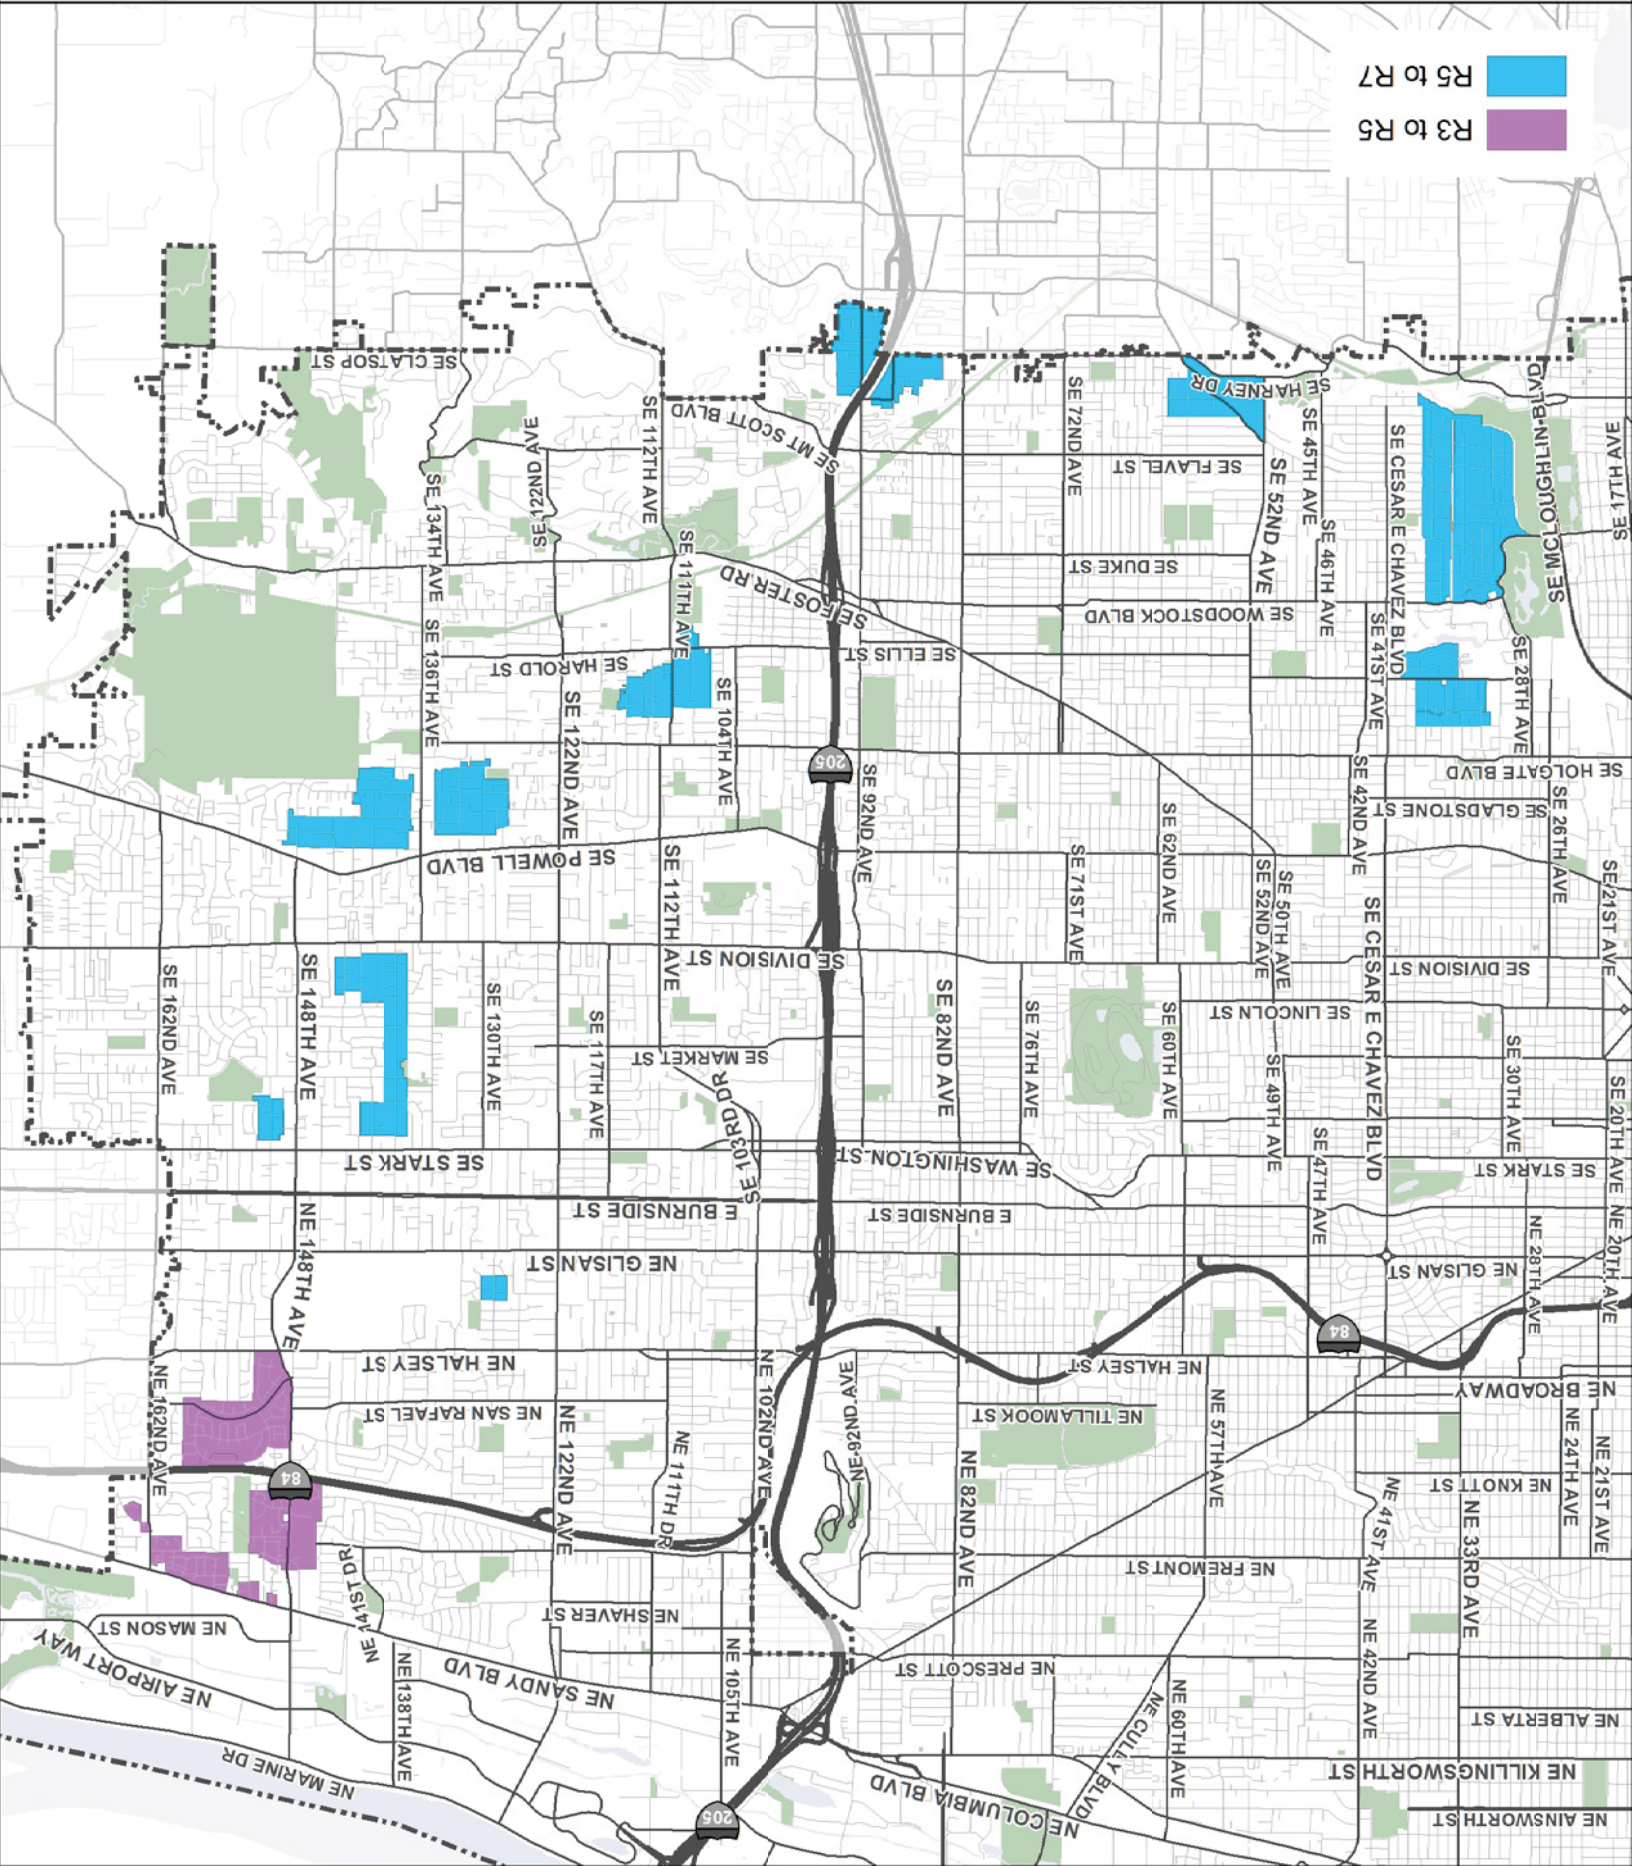 NE AINSWORTH ST
205
NE COLUMBIA BLVD
NE KILLINGSWORTH ST
NE MARINE DR
NE ALBERTA ST
NE 42ND AVE
NE 60TH AVE
NE CULLY BLVD
NE 105TH AVE
NE 138TH AVE
NE AIRPORT WAY
NE PRESCOTT ST
NE SANDY BLVD
NE MASON ST
NE SHAVER ST
NE 141ST DR
NE 33RD AVE
NE FREMONT ST
NE 41ST AVE
NE 21ST AVE
NE 24TH AVE
NE KNOTT ST
NE 57TH AVE
NE 82ND AVE
NE 92ND AVE
NE 102ND AVE
NE 111TH DR
NE 122ND AVE
84
NE 162ND AVE
NE BROADWAY
NE TILLAMOOK ST
NE SAN RAFAEL ST
NE HALSEY ST
NE HALSEY ST
84
NE 20TH AVE
NE 28TH AVE
NE GLISAN ST
NE GLISAN ST
NE 148TH AVE
E BURNSIDE ST
E BURNSIDE ST
SE 20TH AVE
SE STARK ST
SE 47TH AVE
SE WASHINGTON ST
SE STARK ST
SE 103RD DR
SE 30TH AVE
SE CESAR E CHAVEZ BLVD
SE 49TH AVE
SE 60TH AVE
SE 76TH AVE
SE 82ND AVE
SE MARKET ST
SE 117TH AVE
SE 130TH AVE
SE 148TH AVE
SE 162ND AVE
SE LINCOLN ST
SE DIVISION ST
SE DIVISION ST
SE 21ST AVE
SE 26TH AVE
SE 50TH AVE
SE 52ND AVE
SE 62ND AVE
SE 71ST AVE
SE 92ND AVE
SE 112TH AVE
SE POWELL BLVD
SE GLADSTONE ST
SE 42ND AVE
SE HOLGATE BLVD
205
SE 104TH AVE
SE 122ND AVE
SE 136TH AVE
SE 28TH AVE
SE 41ST AVE
SE ELLIS ST
SE HAROLD ST
SE WOODSTOCK BLVD
SE FOSTER RD
SE 111TH AVE
SE DUKE ST
SE 17TH AVE
SE MCLOUGHLIN BLVD
SE CESAR E CHAVEZ BLVD
SE 46TH AVE
SE 45TH AVE
SE 52ND AVE
SE FLAVEL ST
SE 72ND AVE
SE MT SCOTT BLVD
SE 112TH AVE
SE 122ND AVE
SE 134TH AVE
SE HARNEY DR
SE CLATSOP ST
R3 to R5
R5 to R7